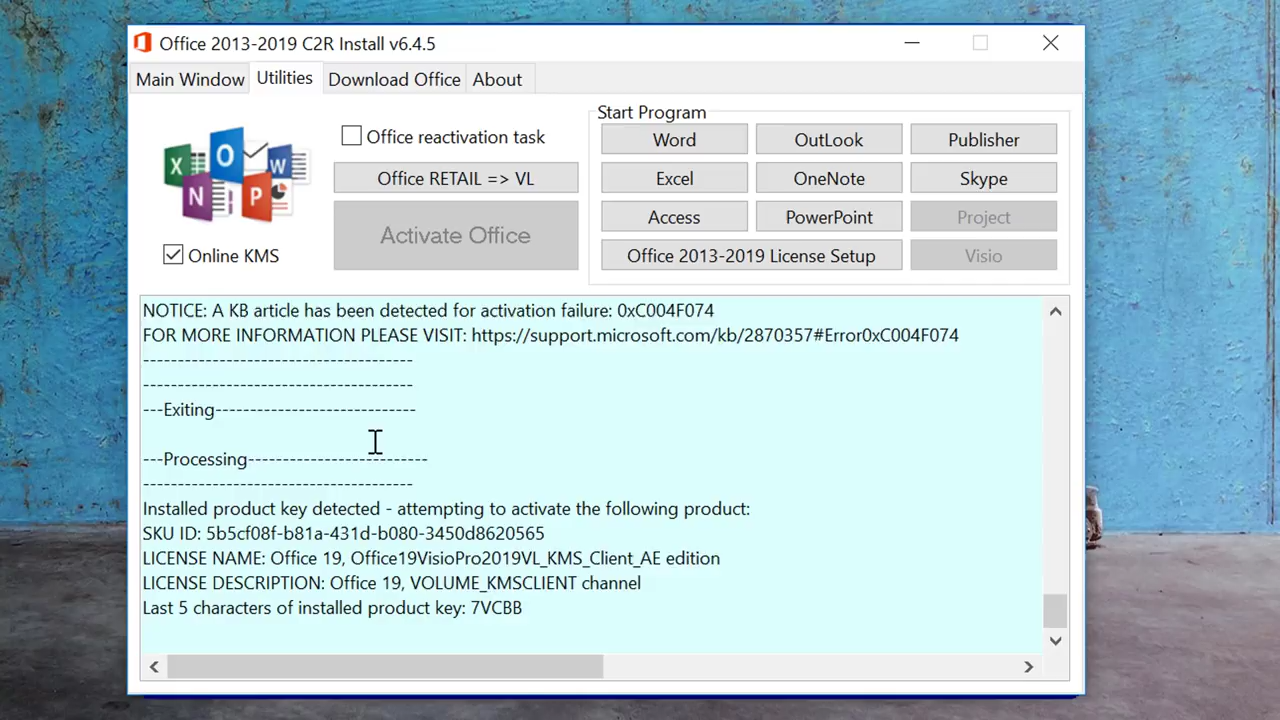 Office 2013-2019 C2R Install v6.4.5
Main Window Utilities Download Office About
Office reactivation task
Office RETAIL => VL
Activate Office
Online KMS
Start Program
Word OutLook Publisher
Excel OneNote Skype
Access PowerPoint Project
Office 2013-2019 License Setup Visio
NOTICE: A KB article has been detected for activation failure: 0xC004F074
FOR MORE INFORMATION PLEASE VISIT: https://support.microsoft.com/kb/2870357#Error0xC004F074
---------------------------------------
---------------------------------------
---Exiting-----------------------------
---Processing--------------------------
---------------------------------------
Installed product key detected - attempting to activate the following product:
SKU ID: 5b5cf08f-b81a-431d-b080-3450d8620565
LICENSE NAME: Office 19, Office19VisioPro2019VL_KMS_Client_AE edition
LICENSE DESCRIPTION: Office 19, VOLUME_KMSCLIENT channel
Last 5 characters of installed product key: 7VCBB